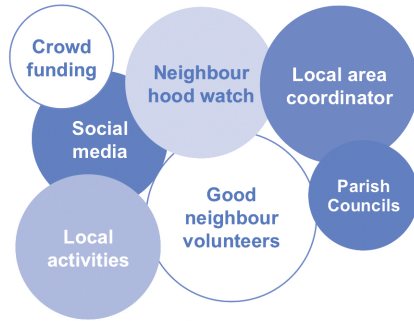 Crowd
funding
Neighbour
hood watch
Local area
coordinator
Social
media
Good
neighbour
volunteers
Parish
Councils
Local
activities